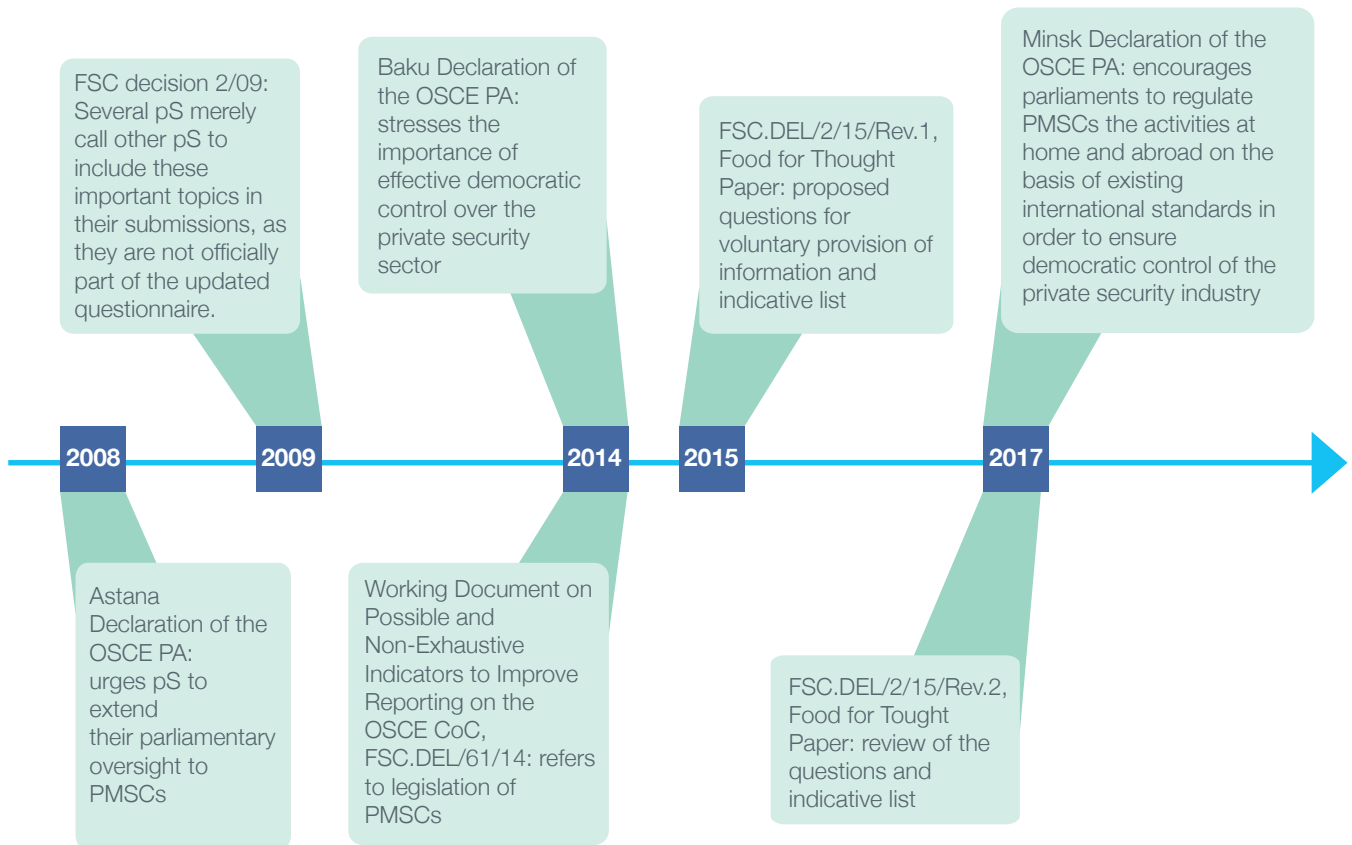 FSC decision 2/09:
Several pS merely
call other pS to
include these
important topics in
their submissions, as
they are not officially
part of the updated
questionnaire.
Baku Declaration of
the OSCE PA:
stresses the
importance of
effective democratic
control over the
private security
sector
FSC.DEL/2/15/Rev.1,
Food for Thought
Paper: proposed
questions for
voluntary provision of
information and
indicative list
Minsk Declaration of the
OSCE PA: encourages
parliaments to regulate
PMSCs the activities at
home and abroad on the
basis of existing
international standards in
order to ensure
democratic control of the
private security industry
2008
2009
2014
2015
2017
Astana
Declaration of the
OSCE PA:
urges pS to
extend
their parliamentary
oversight to
PMSCs
Working Document on
Possible and
Non-Exhaustive
Indicators to Improve
Reporting on the
OSCE CoC,
FSC.DEL/61/14: refers
to legislation of
PMSCs
FSC.DEL/2/15/Rev.2,
Food for Tought
Paper: review of the
questions and
indicative list